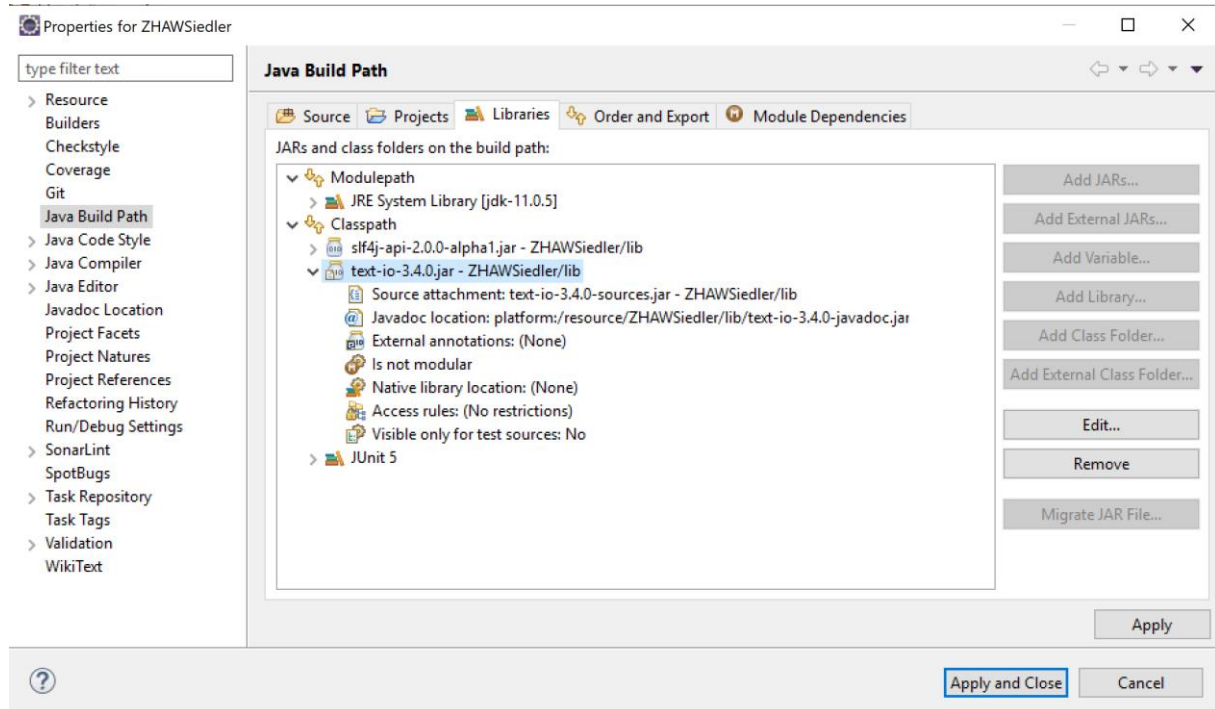 Properties for ZHAWSiedler
type filter text
Resource
Builders
Checkstyle
Coverage
Git
Java Build Path
Java Code Style
Java Compiler
Java Editor
Javadoc Location
Project Facets
Project Natures
Project References
Refactoring History
Run/Debug Settings
SonarLint
SpotBugs
Task Repository
Task Tags
Validation
WikiText
Java Build Path
Source Projects Libraries Order and Export Module Dependencies
JARs and class folders on the build path:
Modulepath
JRE System Library [jdk-11.0.5]
Classpath
slf4j-api-2.0.0-alpha1.jar - ZHAWSiedler/lib
text-io-3.4.0.jar - ZHAWSiedler/lib
Source attachment: text-io-3.4.0-sources.jar - ZHAWSiedler/lib
Javadoc location: platform:/resource/ZHAWSiedler/lib/text-io-3.4.0-javadoc.jar
External annotations: (None)
Is not modular
Native library location: (None)
Access rules: (No restrictions)
Visible only for test sources: No
JUnit 5
Add JARs...
Add External JARs...
Add Variable...
Add Library...
Add Class Folder...
Add External Class Folder...
Edit...
Remove
Migrate JAR File...
Apply
Apply and Close Cancel